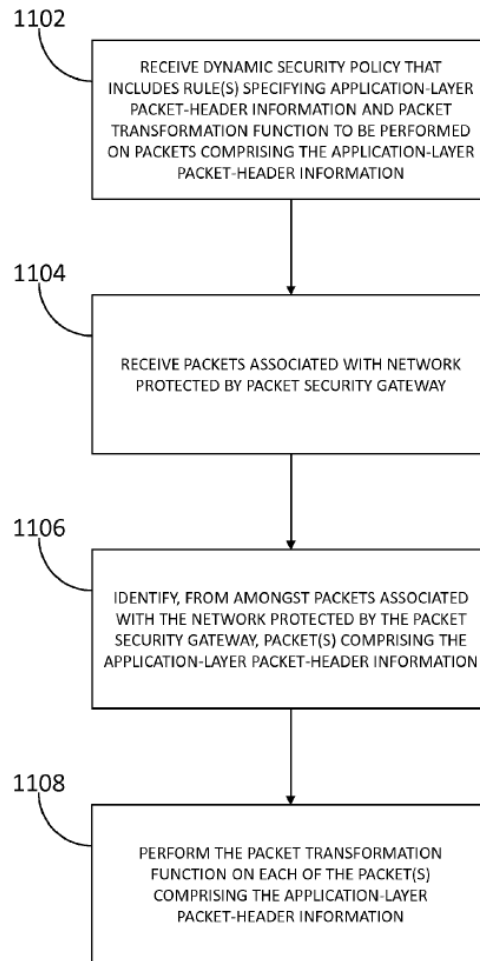 1102
RECEIVE DYNAMIC SECURITY POLICY THAT
INCLUDES RULE(S) SPECIFYING APPLICATION-LAYER
PACKET-HEADER INFORMATION AND PACKET
TRANSFORMATION FUNCTION TO BE PERFORMED
ON PACKETS COMPRISING THE APPLICATION-LAYER
PACKET-HEADER INFORMATION
1104
RECEIVE PACKETS ASSOCIATED WITH NETWORK
PROTECTED BY PACKET SECURITY GATEWAY
1106
IDENTIFY, FROM AMONGST PACKETS ASSOCIATED
WITH THE NETWORK PROTECTED BY THE PACKET
SECURITY GATEWAY, PACKET(S) COMPRISING THE
APPLICATION-LAYER PACKET-HEADER INFORMATION
1108
PERFORM THE PACKET TRANSFORMATION
FUNCTION ON EACH OF THE PACKET(S)
COMPRISING THE APPLICATION-LAYER
PACKET-HEADER INFORMATION